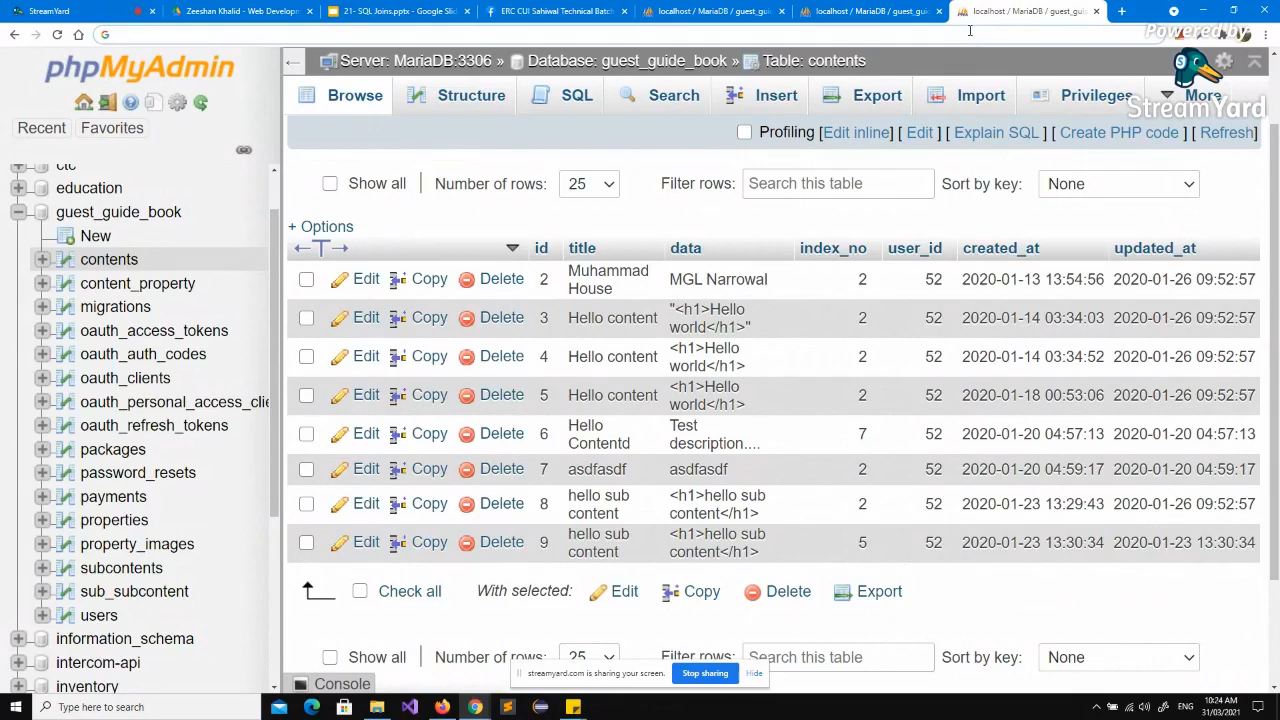 StreamYard
Zeeshan Khalid - Web Developm
21- SQL Joins.pptx - Google Slid
ERC CUI Sahiwal Technical Batch
localhost / MariaDB / guest_guid
localhost / MariaDB / guest_guid
localhost / MariaDB / guest_guid
Powered by
StreamYard
phpMyAdmin
Recent Favorites
ctc
education
guest_guide_book
New
contents
content_property
migrations
oauth_access_tokens
oauth_auth_codes
oauth_clients
oauth_personal_access_clie
oauth_refresh_tokens
packages
password_resets
payments
properties
property_images
subcontents
sub_subcontent
users
information_schema
intercom-api
inventory
Server: MariaDB:3306 » Database: guest_guide_book » Table: contents
Browse Structure SQL Search Insert Export Import Privileges More
Profiling [Edit inline] [ Edit ] [ Explain SQL ] [ Create PHP code ] [ Refresh]
Show all Number of rows: 25 Filter rows: Search this table Sort by key: None
+ Options
id title data index_no user_id created_at updated_at
Edit Copy Delete 2 Muhammad House MGL Narrowal 2 52 2020-01-13 13:54:56 2020-01-26 09:52:57
Edit Copy Delete 3 Hello content "<h1>Hello world</h1>" 2 52 2020-01-14 03:34:03 2020-01-26 09:52:57
Edit Copy Delete 4 Hello content <h1>Hello world</h1> 2 52 2020-01-14 03:34:52 2020-01-26 09:52:57
Edit Copy Delete 5 Hello content <h1>Hello world</h1> 2 52 2020-01-18 00:53:06 2020-01-26 09:52:57
Edit Copy Delete 6 Hello Contentd Test description.... 7 52 2020-01-20 04:57:13 2020-01-20 04:57:13
Edit Copy Delete 7 asdfasdf asdfasdf 2 52 2020-01-20 04:59:17 2020-01-20 04:59:17
Edit Copy Delete 8 hello sub content <h1>hello sub content</h1> 2 52 2020-01-23 13:29:43 2020-01-26 09:52:57
Edit Copy Delete 9 hello sub content <h1>hello sub content</h1> 5 52 2020-01-23 13:30:34 2020-01-23 13:30:34
Check all With selected: Edit Copy Delete Export
Show all Number of rows: 25 Filter rows: Search this table Sort by key: None
streamyard.com is sharing your screen. Stop sharing Hide
Console
Type here to search
ENG
10:24 AM
31/03/2021